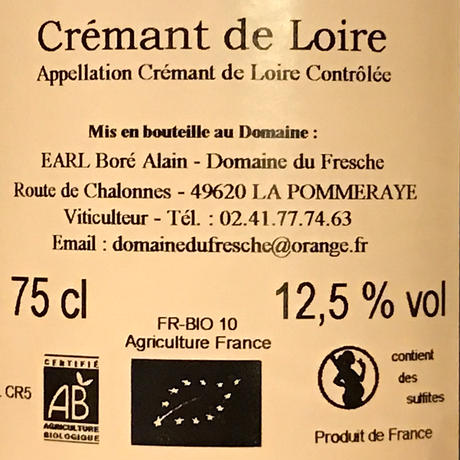 Crémant de Loire
Appellation Crémant de Loire Contrôlée
Mis en bouteille au Domaine :
EARL Boré Alain - Domaine du Fresche
Route de Chalonnes - 49620 LA POMMERAYE
Viticulteur - Tél. : 02.41.77.74.63
Email : domainedufresche@orange.fr
75 cl
12,5 % vol
FR-BIO 10
Agriculture France
CR5
CERTIFIÉ
AB
AGRICULTURE
BIOLOGIQUE
contient
des
sulfites
Produit de France